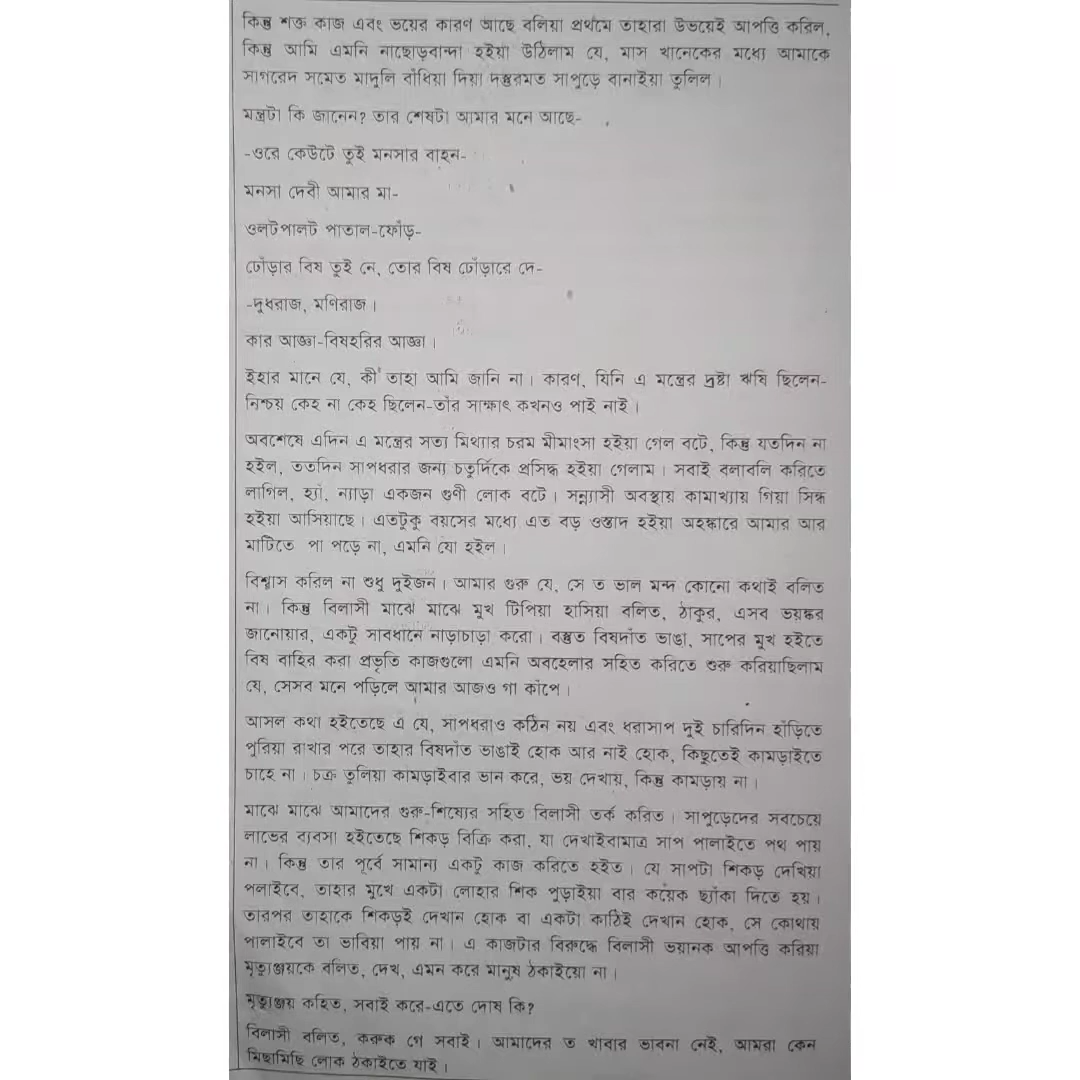 কিন্তু শক্ত কাজ এবং ভয়ের কারণ আছে বলিয়া প্রথমে তাহারা উভয়েই আপত্তি করিল,
কিন্তু আমি এমনি নাছোড়বান্দা হইয়া উঠিলাম যে, মাস খানেকের মধ্যে আমাকে
সাগরেদ সমেত মাদুলি বাঁধিয়া দিয়া দস্তুরমত সাপুড়ে বানাইয়া তুলিল।
মন্ত্রটা কি জানেন? তার শেষটা আমার মনে আছে-
-ওরে কেউটে তুই মনসার বাহন-
মনসা দেবী আমার মা-
ওলটপালট পাতাল-ফোঁড়-
ঢোঁড়ার বিষ তুই নে, তোর বিষ ঢোঁড়ারে দে-
-দুধরাজ, মণিরাজ।
কার আজ্ঞা-বিষহরির আজ্ঞা।
ইহার মানে যে, কী তাহা আমি জানি না। কারণ, যিনি এ মন্ত্রের দ্রষ্টা ঋষি ছিলেন-
নিশ্চয় কেহ না কেহ ছিলেন-তাঁর সাক্ষাৎ কখনও পাই নাই।
অবশেষে এদিন এ মন্ত্রের সত্য মিথ্যার চরম মীমাংসা হইয়া গেল বটে, কিন্তু যতদিন না
হইল, ততদিন সাপধরার জন্য চতুর্দিকে প্রসিদ্ধ হইয়া গেলাম। সবাই বলাবলি করিতে
লাগিল, হ্যাঁ, ন্যাড়া একজন গুণী লোক বটে। সন্ন্যাসী অবস্থায় কামাখ্যায় গিয়া সিদ্ধ
হইয়া আসিয়াছে। এতটুকু বয়সের মধ্যে এত বড় ওস্তাদ হইয়া অহঙ্কারে আমার আর
মাটিতে পা পড়ে না, এমনি যো হইল।
বিশ্বাস করিল না শুধু দুইজন। আমার গুরু যে, সে ত ভাল মন্দ কোনো কথাই বলিত
না। কিন্তু বিলাসী মাঝে মাঝে মুখ টিপিয়া হাসিয়া বলিত, ঠাকুর, এসব ভয়ঙ্কর
জানোয়ার, একটু সাবধানে নাড়াচাড়া করো। বস্তুত বিষদাঁত ভাঙা, সাপের মুখ হইতে
বিষ বাহির করা প্রভৃতি কাজগুলো এমনি অবহেলার সহিত করিতে শুরু করিয়াছিলাম
যে, সেসব মনে পড়িলে আমার আজও গা কাঁপে।
আসল কথা হইতেছে এ যে, সাপধরাও কঠিন নয় এবং ধরাসাপ দুই চারিদিন হাঁড়িতে
পুরিয়া রাখার পরে তাহার বিষদাঁত ভাঙাই হোক আর নাই হোক, কিছুতেই কামড়াইতে
চাহে না। চক্র তুলিয়া কামড়াইবার ভান করে, ভয় দেখায়, কিন্তু কামড়ায় না।
মাঝে মাঝে আমাদের গুরু-শিষ্যের সহিত বিলাসী তর্ক করিত। সাপুড়েদের সবচেয়ে
লাভের ব্যবসা হইতেছে শিকড় বিক্রি করা, যা দেখাইবামাত্র সাপ পালাইতে পথ পায়
না। কিন্তু তার পূর্বে সামান্য একটু কাজ করিতে হইত। যে সাপটা শিকড় দেখিয়া
পলাইবে, তাহার মুখে একটা লোহার শিক পুড়াইয়া বার কয়েক ছ্যাঁকা দিতে হয়।
তারপর তাহাকে শিকড়ই দেখান হোক বা একটা কাঠিই দেখান হোক, সে কোথায়
পালাইবে তা ভাবিয়া পায় না। এ কাজটার বিরুদ্ধে বিলাসী ভয়ানক আপত্তি করিয়া
মৃত্যুঞ্জয়কে বলিত, দেখ, এমন করে মানুষ ঠকাইয়ো না।
মৃত্যুঞ্জয় কহিত, সবাই করে-এতে দোষ কি?
বিলাসী বলিত, করুক গে সবাই। আমাদের ত খাবার ভাবনা নেই, আমরা কেন
মিছামিছি লোক ঠকাইতে যাই।